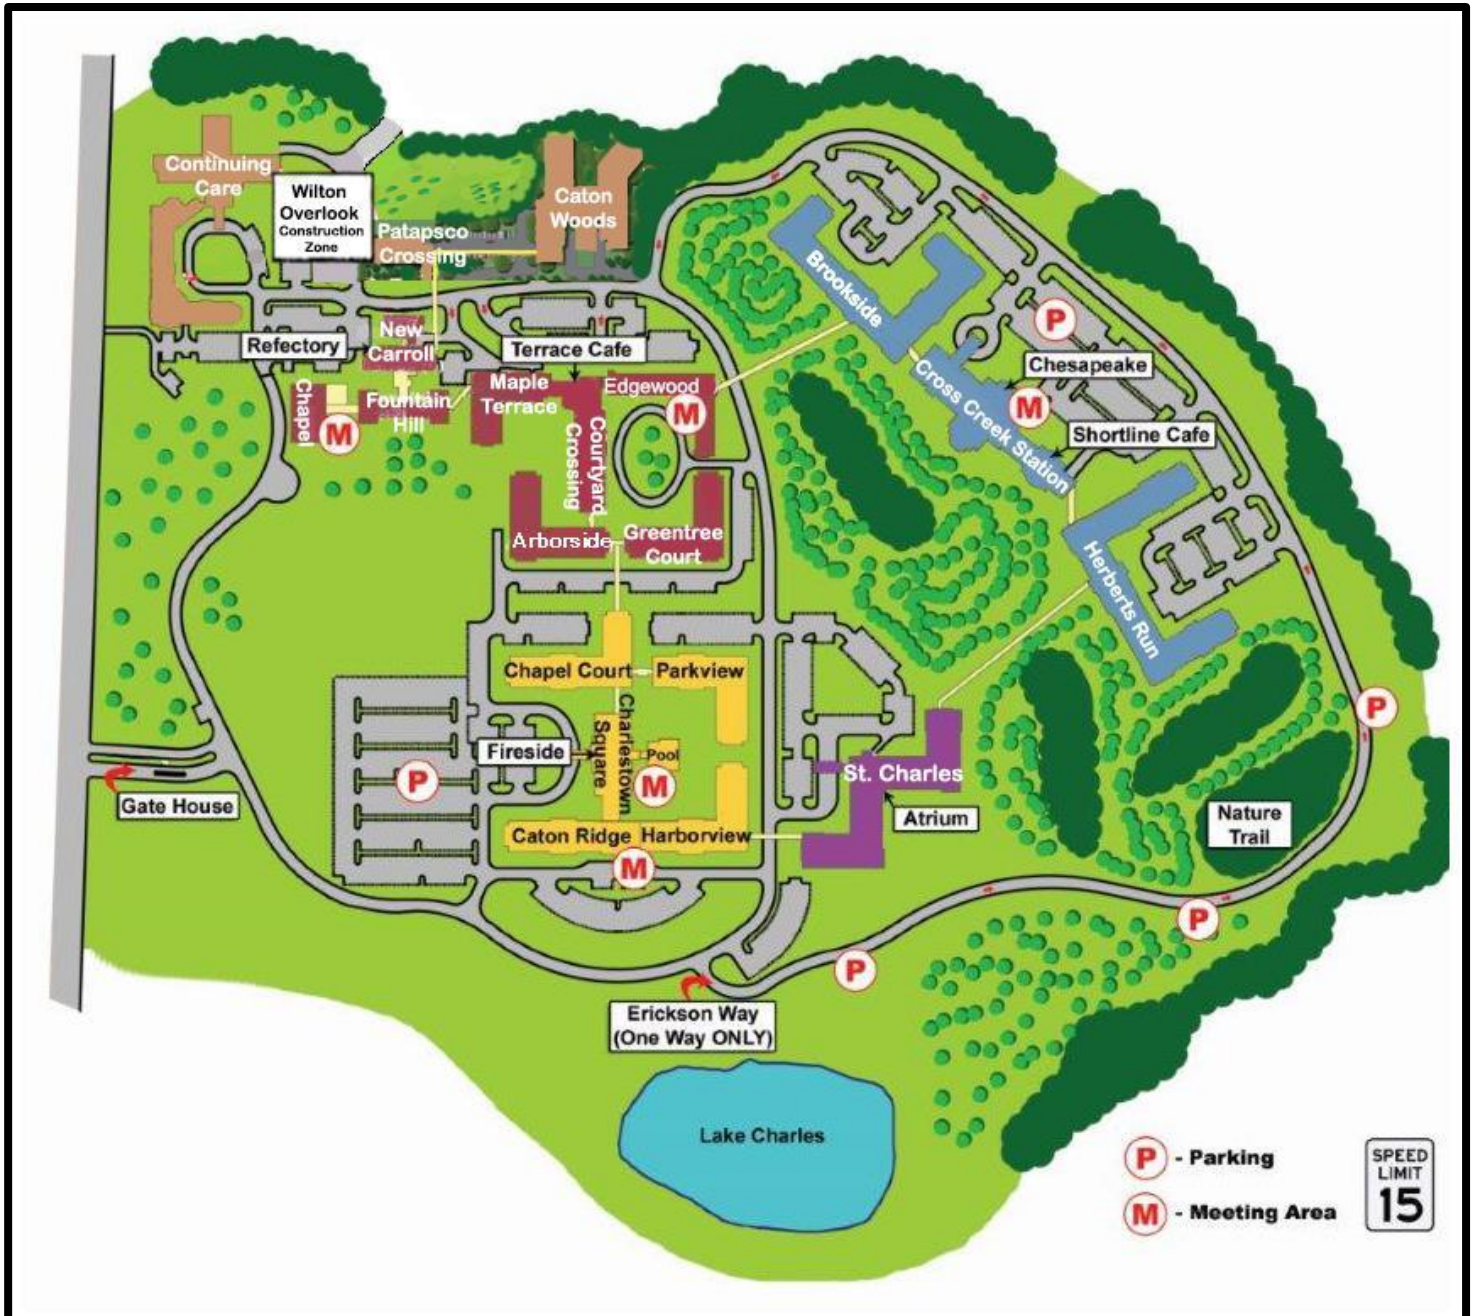 Continuing
Care
Wilton
Overlook
Construction
Zone
Patapsco
Crossing
Caton
Woods
Refectory
New
Carroll
Terrace Cafe
Chapel
M
Fountain
Hill
Maple
Terrace
Edgewood
M
Courtyard
Crossing
Arborside
Greentree
Court
Brookside
P
Chesapeake
Cross Creek Station
M
Shortline Cafe
Herberts Run
Chapel Court
Parkview
Charlestown
Square
Fireside
Pool
M
P
Gate House
Caton Ridge
Harborview
M
St. Charles
Atrium
P
Nature
Trail
P
P
Erickson Way
(One Way ONLY)
Lake Charles
P - Parking
M - Meeting Area
SPEED
LIMIT
15